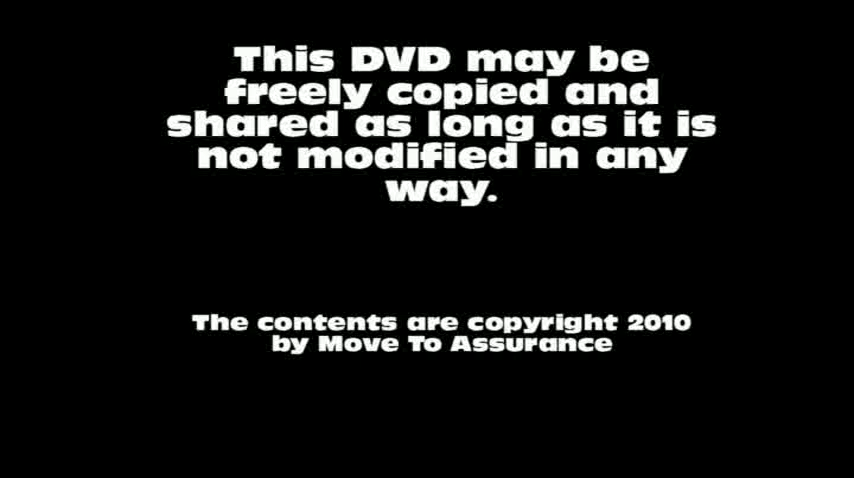 This DVD may be
freely copied and
shared as long as it is
not modified in any
way.
The contents are copyright 2010
by Move To Assurance